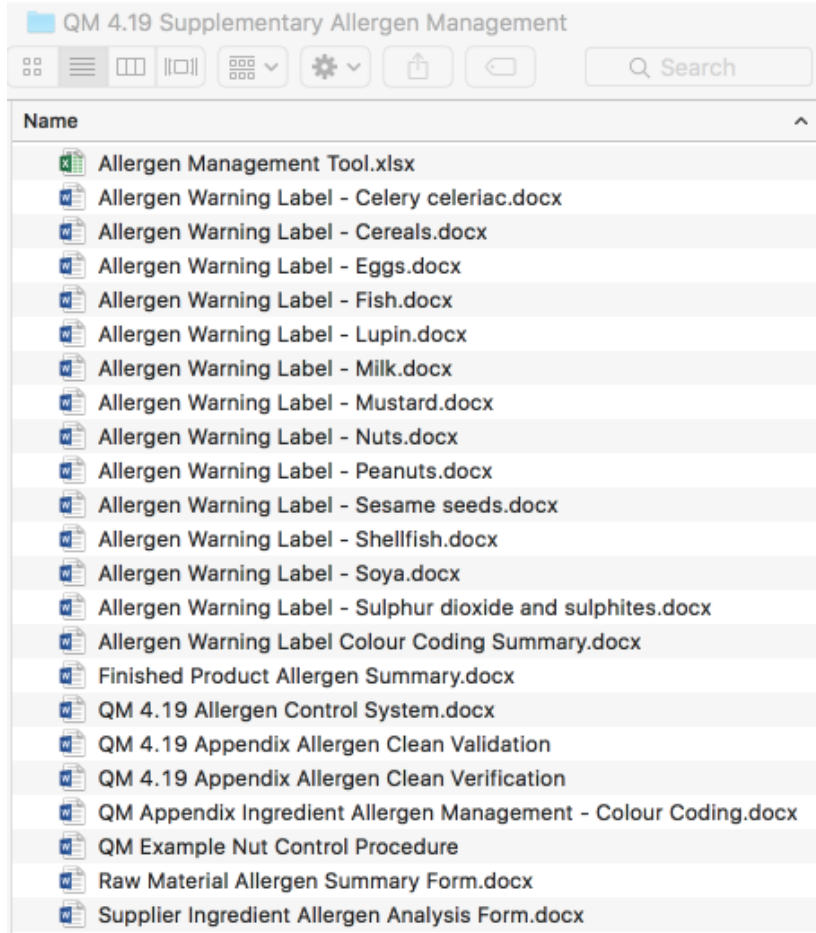 QM 4.19 Supplementary Allergen Management
Search
Name
Allergen Management Tool.xlsx
Allergen Warning Label - Celery celeriac.docx
Allergen Warning Label - Cereals.docx
Allergen Warning Label - Eggs.docx
Allergen Warning Label - Fish.docx
Allergen Warning Label - Lupin.docx
Allergen Warning Label - Milk.docx
Allergen Warning Label - Mustard.docx
Allergen Warning Label - Nuts.docx
Allergen Warning Label - Peanuts.docx
Allergen Warning Label - Sesame seeds.docx
Allergen Warning Label - Shellfish.docx
Allergen Warning Label - Soya.docx
Allergen Warning Label - Sulphur dioxide and sulphites.docx
Allergen Warning Label Colour Coding Summary.docx
Finished Product Allergen Summary.docx
QM 4.19 Allergen Control System.docx
QM 4.19 Appendix Allergen Clean Validation
QM 4.19 Appendix Allergen Clean Verification
QM Appendix Ingredient Allergen Management - Colour Coding.docx
QM Example Nut Control Procedure
Raw Material Allergen Summary Form.docx
Supplier Ingredient Allergen Analysis Form.docx